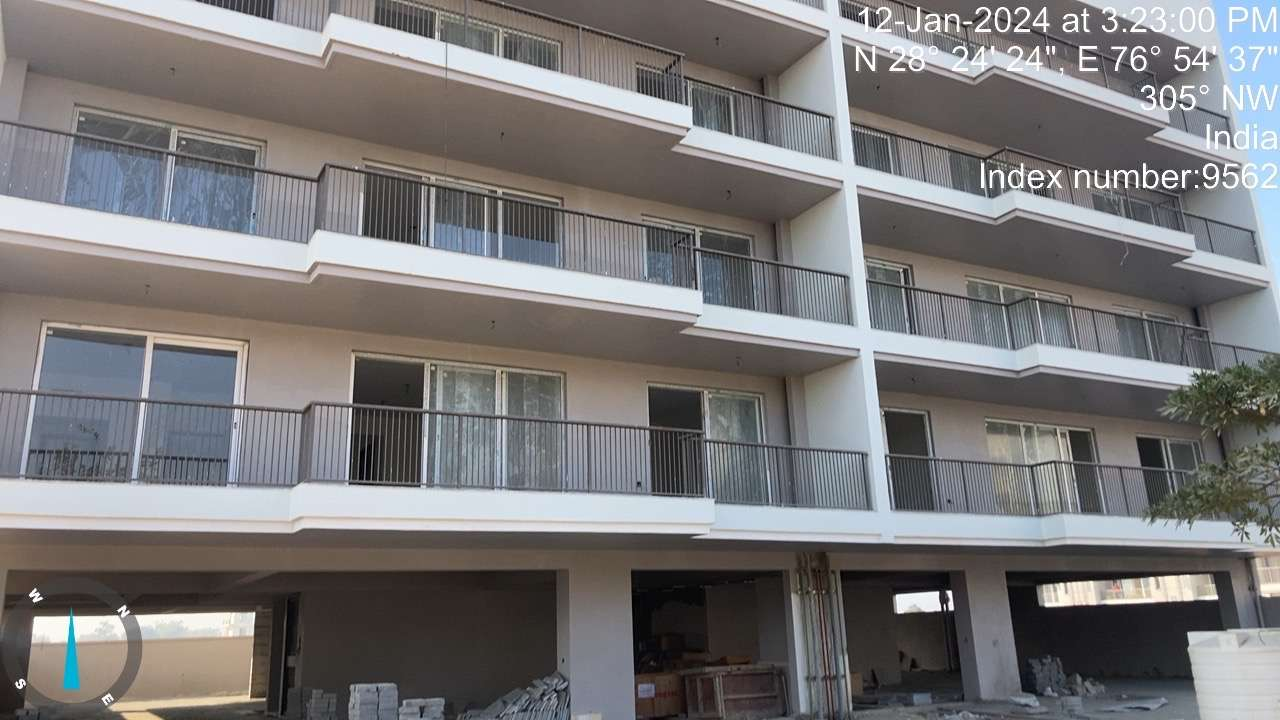 12-Jan-2024 at 3:23:00 PM
N 28° 24' 24", E 76° 54' 37"
305° NW
India
Index number:9562
W
N
S
E